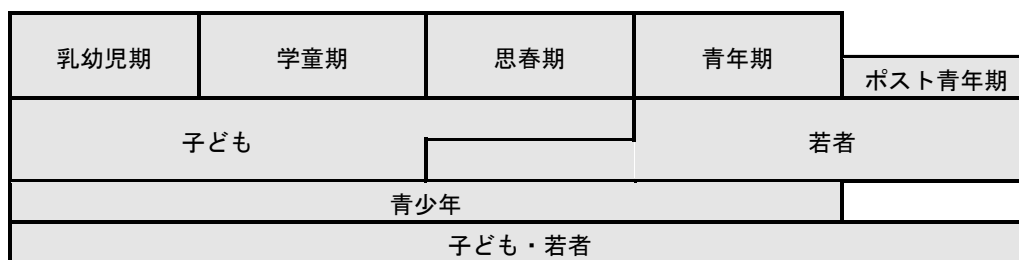 乳幼児期
学童期
思春期
青年期
ポスト青年期
子ども
若者
青少年
子ども・若者